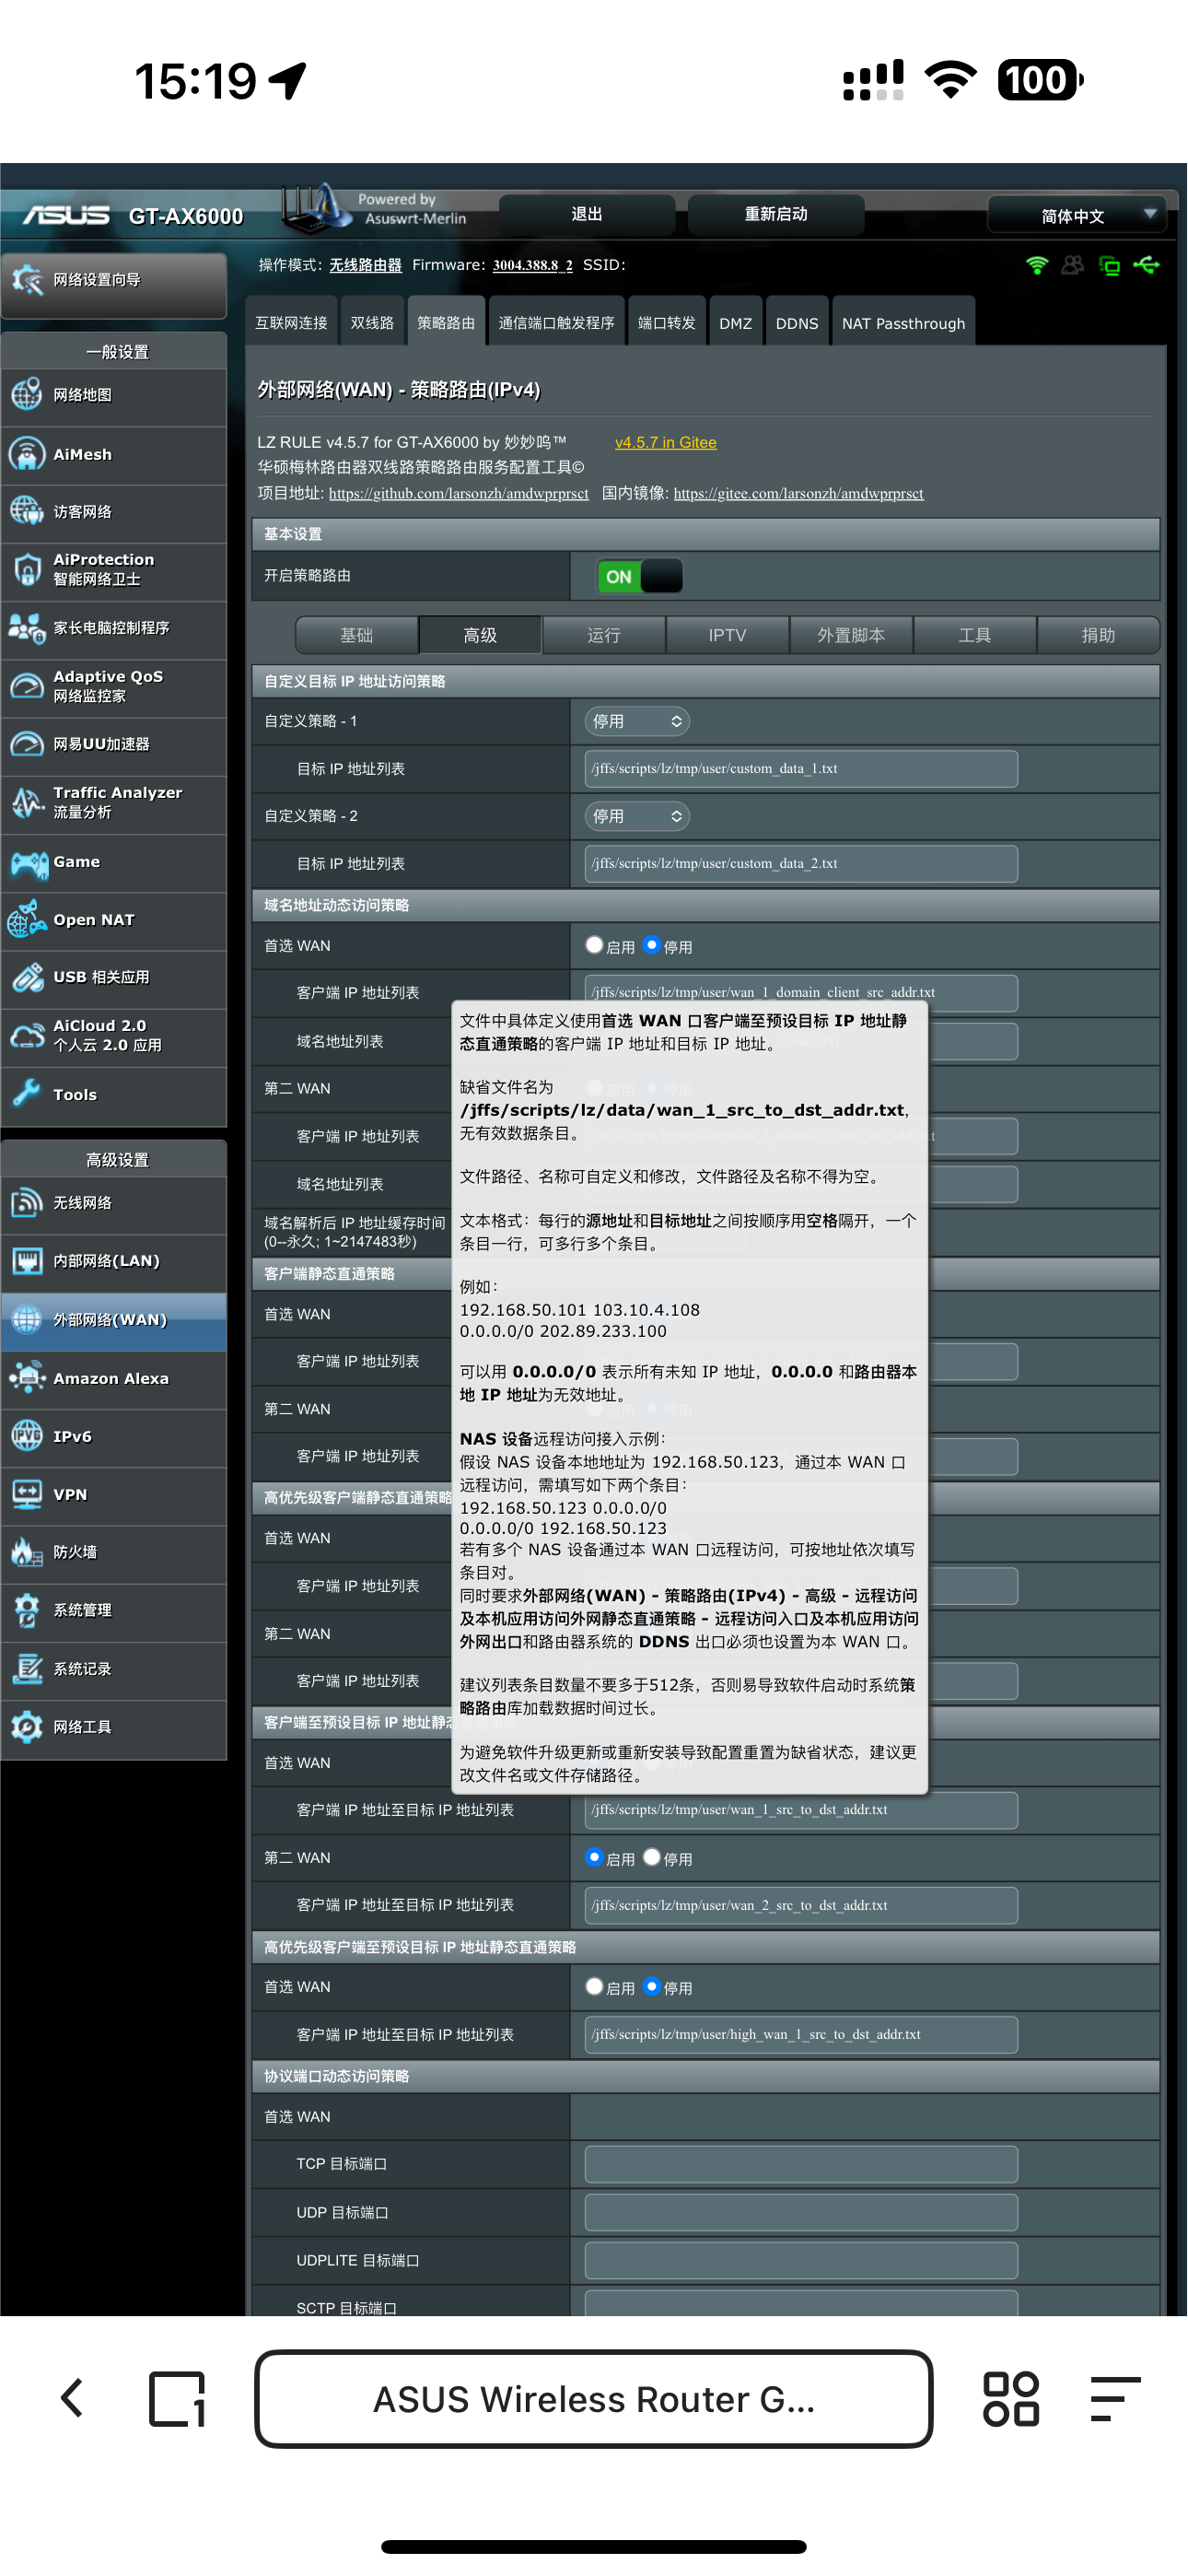 15:19
100
ASUS GT-AX6000
Powered by
Asuswrt-Merlin
退出
重新启动
简体中文
操作模式: 无线路由器 Firmware: 3004.388.8_2 SSID:
网络设置向导
一般设置
网络地图
AiMesh
访客网络
AiProtection
智能网络卫士
家长电脑控制程序
Adaptive QoS
网络监控家
网易UU加速器
Traffic Analyzer
流量分析
Game
Open NAT
USB 相关应用
AiCloud 2.0
个人云 2.0 应用
Tools
高级设置
无线网络
内部网络(LAN)
外部网络(WAN)
Amazon Alexa
IPv6
VPN
防火墙
系统管理
系统记录
网络工具
互联网连接 双线路 策略路由 通信端口触发程序 端口转发 DMZ DDNS NAT Passthrough
外部网络(WAN) - 策略路由(IPv4)
LZ RULE v4.5.7 for GT-AX6000 by 妙妙呜™ v4.5.7 in Gitee
华硕梅林路由器双线路策略路由服务配置工具©
项目地址: https://github.com/larsonzh/amdwprprsct 国内镜像: https://gitee.com/larsonzh/amdwprprsct
基本设置
开启策略路由 ON
基础 高级 运行 IPTV 外置脚本 工具 捐助
自定义目标 IP 地址访问策略
自定义策略 - 1 停用
目标 IP 地址列表 /jffs/scripts/lz/tmp/user/custom_data_1.txt
自定义策略 - 2 停用
目标 IP 地址列表 /jffs/scripts/lz/tmp/user/custom_data_2.txt
域名地址动态访问策略
首选 WAN 启用 停用
客户端 IP 地址列表 /jffs/scripts/lz/tmp/user/wan_1_domain_client_src_addr.txt
域名地址列表
第二 WAN
客户端 IP 地址列表
域名地址列表
域名解析后 IP 地址缓存时间
(0--永久; 1~2147483秒)
客户端静态直通策略
首选 WAN
客户端 IP 地址列表
第二 WAN
客户端 IP 地址列表
高优先级客户端静态直通策略
首选 WAN
客户端 IP 地址列表
第二 WAN
客户端 IP 地址列表
客户端至预设目标 IP 地址静
首选 WAN
文件中具体定义使用首选 WAN 口客户端至预设目标 IP 地址静
态直通策略的客户端 IP 地址和目标 IP 地址。
缺省文件名为
/jffs/scripts/lz/data/wan_1_src_to_dst_addr.txt,
无有效数据条目。
文件路径、名称可自定义和修改，文件路径及名称不得为空。
文本格式：每行的源地址和目标地址之间按顺序用空格隔开，一个
条目一行，可多行多个条目。
例如：
192.168.50.101 103.10.4.108
0.0.0.0/0 202.89.233.100
可以用 0.0.0.0/0 表示所有未知 IP 地址，0.0.0.0 和路由器本
地 IP 地址为无效地址。
NAS 设备远程访问接入示例：
假设 NAS 设备本地地址为 192.168.50.123，通过本 WAN 口
远程访问，需填写如下两个条目：
192.168.50.123 0.0.0.0/0
0.0.0.0/0 192.168.50.123
若有多个 NAS 设备通过本 WAN 口远程访问，可按地址依次填写
条目对。
同时要求外部网络(WAN) - 策略路由(IPv4) - 高级 - 远程访问
及本机应用访问外网静态直通策略 - 远程访问入口及本机应用访问
外网出口和路由器系统的 DDNS 出口必须也设置为本 WAN 口。
建议列表条目数量不要多于512条，否则易导致软件启动时系统策
略路由库加载数据时间过长。
为避免软件升级更新或重新安装导致配置重置为缺省状态，建议更
改文件名或文件存储路径。
客户端 IP 地址至目标 IP 地址列表 /jffs/scripts/lz/tmp/user/wan_1_src_to_dst_addr.txt
第二 WAN 启用 停用
客户端 IP 地址至目标 IP 地址列表 /jffs/scripts/lz/tmp/user/wan_2_src_to_dst_addr.txt
高优先级客户端至预设目标 IP 地址静态直通策略
首选 WAN 启用 停用
客户端 IP 地址至目标 IP 地址列表 /jffs/scripts/lz/tmp/user/high_wan_1_src_to_dst_addr.txt
协议端口动态访问策略
首选 WAN
TCP 目标端口
UDP 目标端口
UDPLITE 目标端口
SCTP 目标端口
1
ASUS Wireless Router G...